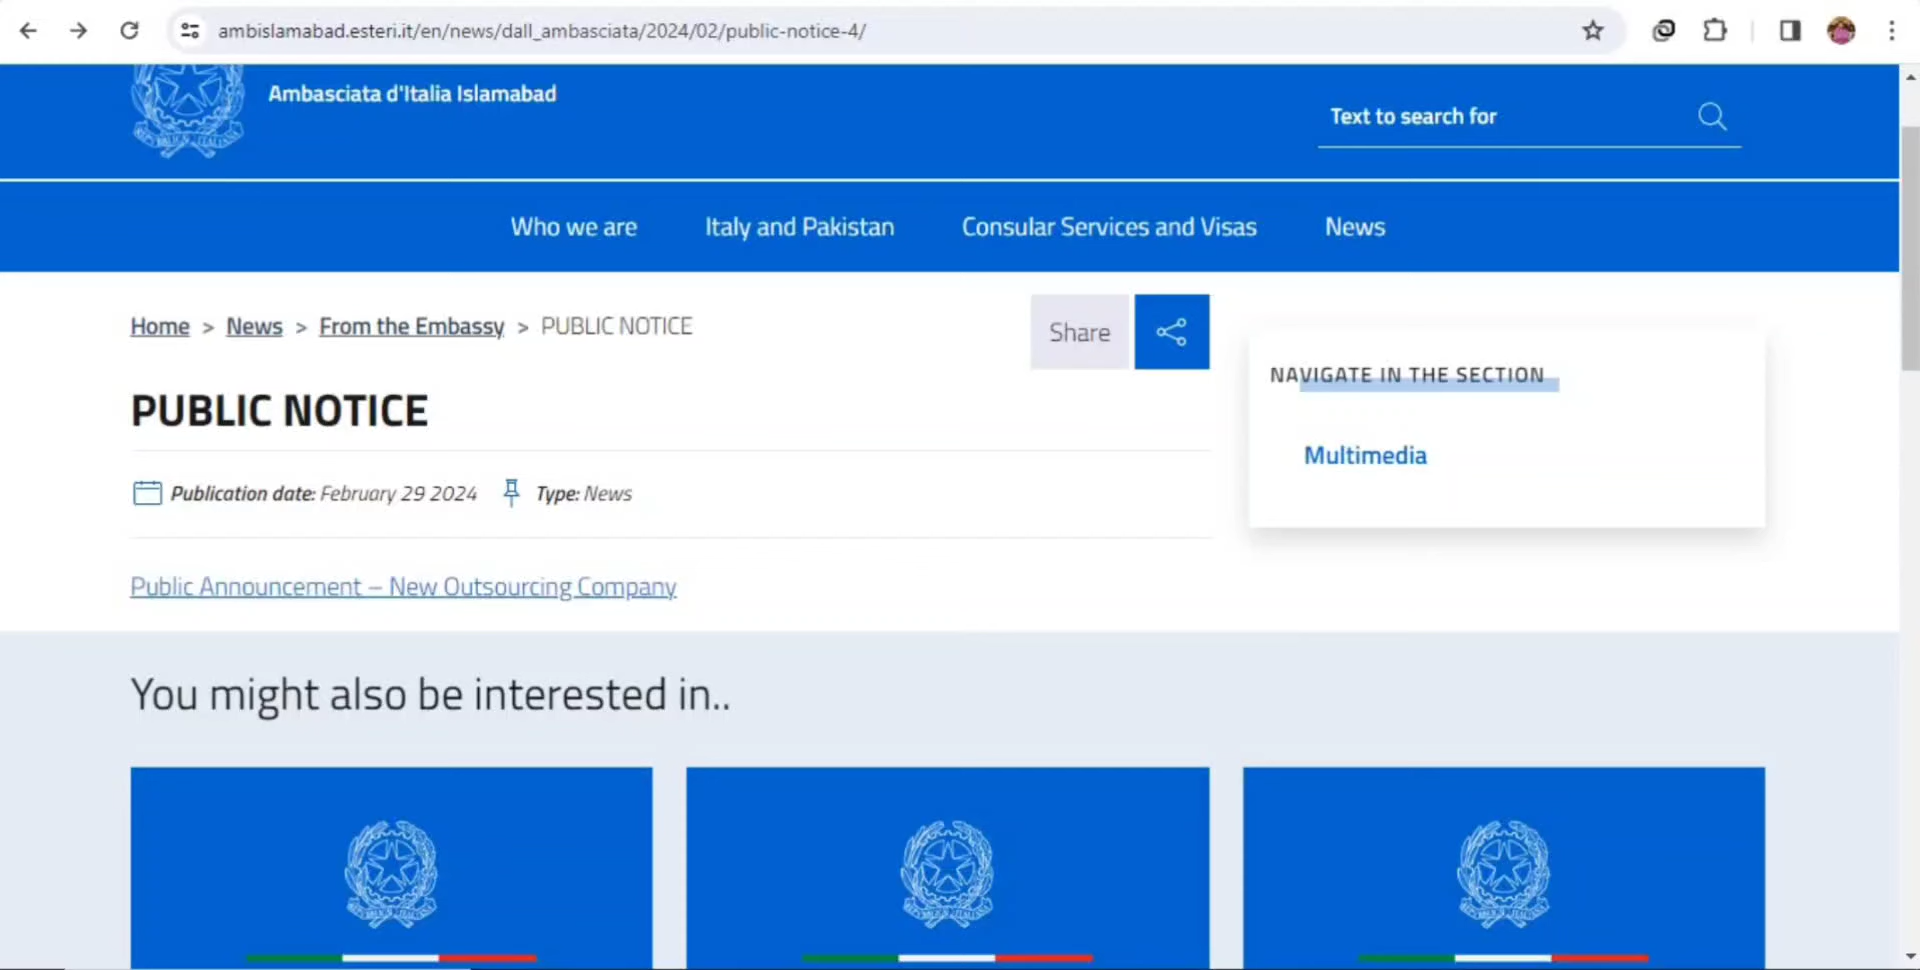 ambislamabad.esteri.it/en/news/dall_ambasciata/2024/02/public-notice-4/
Ambasciata d'Italia Islamabad
Text to search for
Who we are
Italy and Pakistan
Consular Services and Visas
News
Home > News > From the Embassy > PUBLIC NOTICE
Share
NAVIGATE IN THE SECTION
Multimedia
PUBLIC NOTICE
Publication date: February 29 2024
Type: News
Public Announcement – New Outsourcing Company
You might also be interested in..